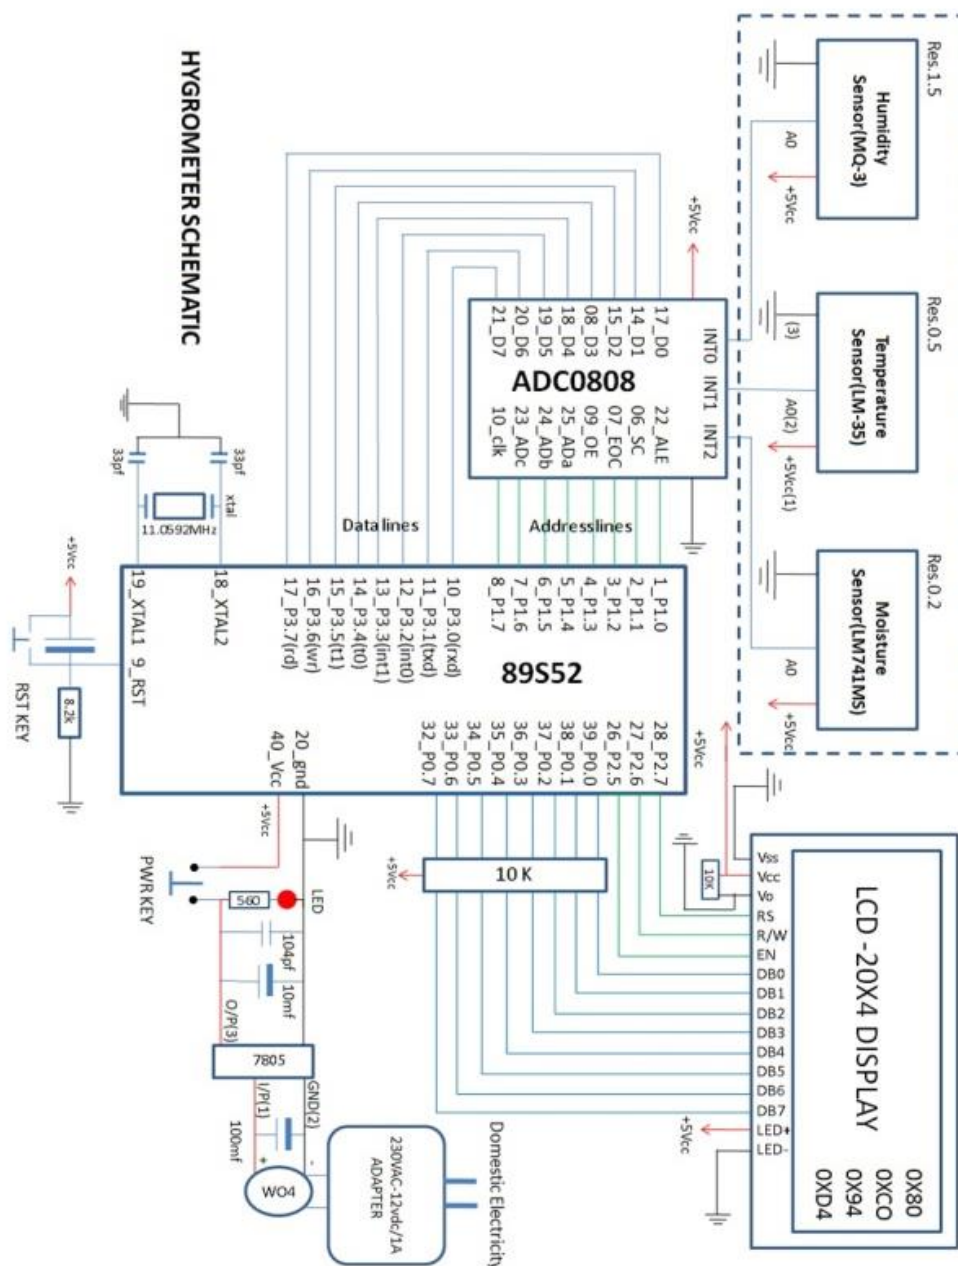 HYGROMETER SCHEMATIC
Res.1.5
Humidity
Sensor(MQ-3)
A0
+5Vcc
Res.0.5
Temperature
Sensor(LM-35)
(3)
A0(2)
+5Vcc(1)
Res.0.2
Moisture
Sensor(LM741MS)
A0
+5Vcc
+5Vcc
INT0 INT1 INT2
ADC0808
17_D0
14_D1
15_D2
08_D3
18_D4
19_D5
20_D6
21_D7
22_ALE
06_SC
07_EOC
09_OE
25_ADa
24_ADb
23_ADc
10_clk
Data lines
Addresslines
33pf
33pf
xtal
11.0592MHz
+5Vcc
8.2k
RST KEY
89S52
1_P1.0
2_P1.1
3_P1.2
4_P1.3
5_P1.4
6_P1.5
7_P1.6
8_P1.7
10_P3.0(rxd)
11_P3.1(txd)
12_P3.2(int0)
13_P3.3(int1)
14_P3.4(t0)
15_P3.5(t1)
16_P3.6(wr)
17_P3.7(rd)
18_XTAL2
19_XTAL1
9_RST
28_P2.7
27_P2.6
26_P2.5
39_P0.0
38_P0.1
37_P0.2
36_P0.3
35_P0.4
34_P0.5
33_P0.6
32_P0.7
20_gnd
40_Vcc
+5Vcc
+5Vcc
10 K
+5Vcc
10K
PWR KEY
560
LED
104pf
10mf
O/P(3)
7805
I/P(1)
GND(2)
100mf
+
-
WO4
230VAC-12vdc/1A
ADAPTER
Domestic Electricity
Vss
Vcc
Vo
RS
R/W
EN
DB0
DB1
DB2
DB3
DB4
DB5
DB6
DB7
LED+
LED-
+5Vcc
LCD -20X4 DISPLAY
0X80
0XCO
0X94
0XD4